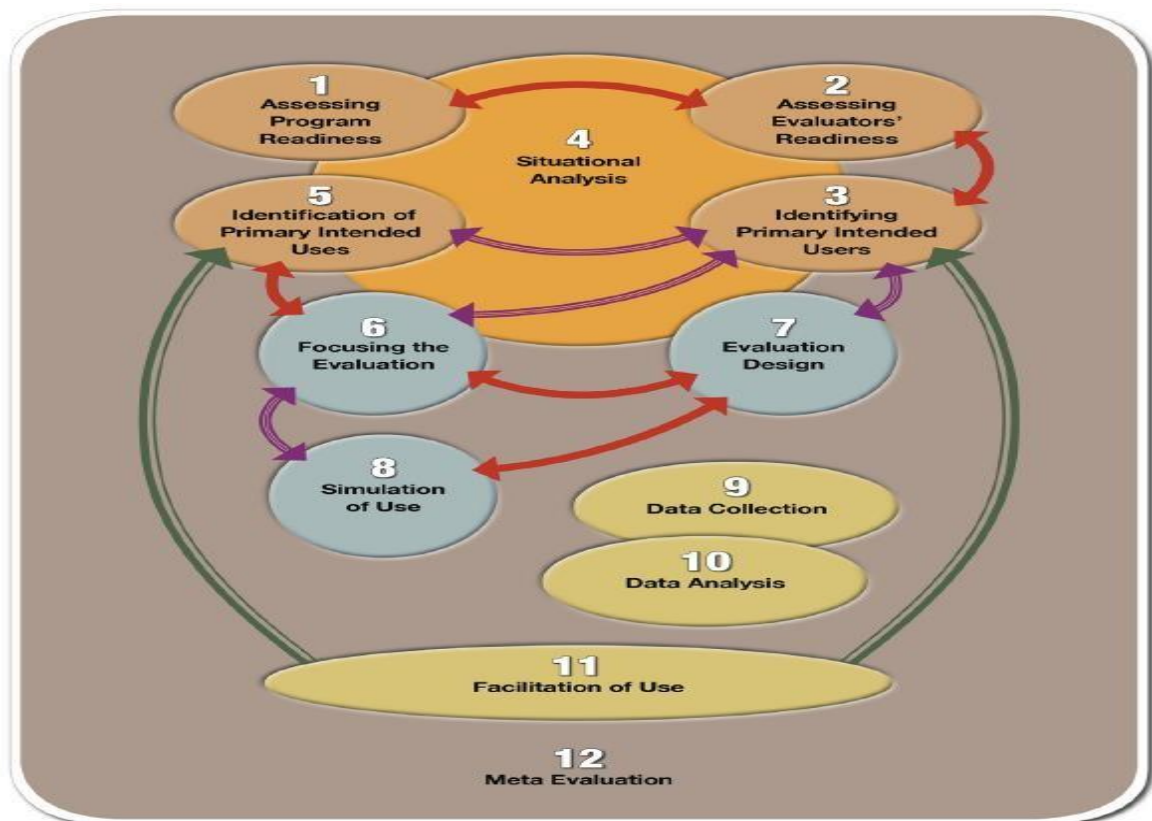 1
Assessing
Program
Readiness
2
Assessing
Evaluators'
Readiness
4
Situational
Analysis
5
Identification of
Primary Intended
Uses
3
Identifying
Primary Intended
Users
6
Focusing the
Evaluation
7
Evaluation
Design
8
Simulation
of Use
9
Data Collection
10
Data Analysis
11
Facilitation of Use
12
Meta Evaluation